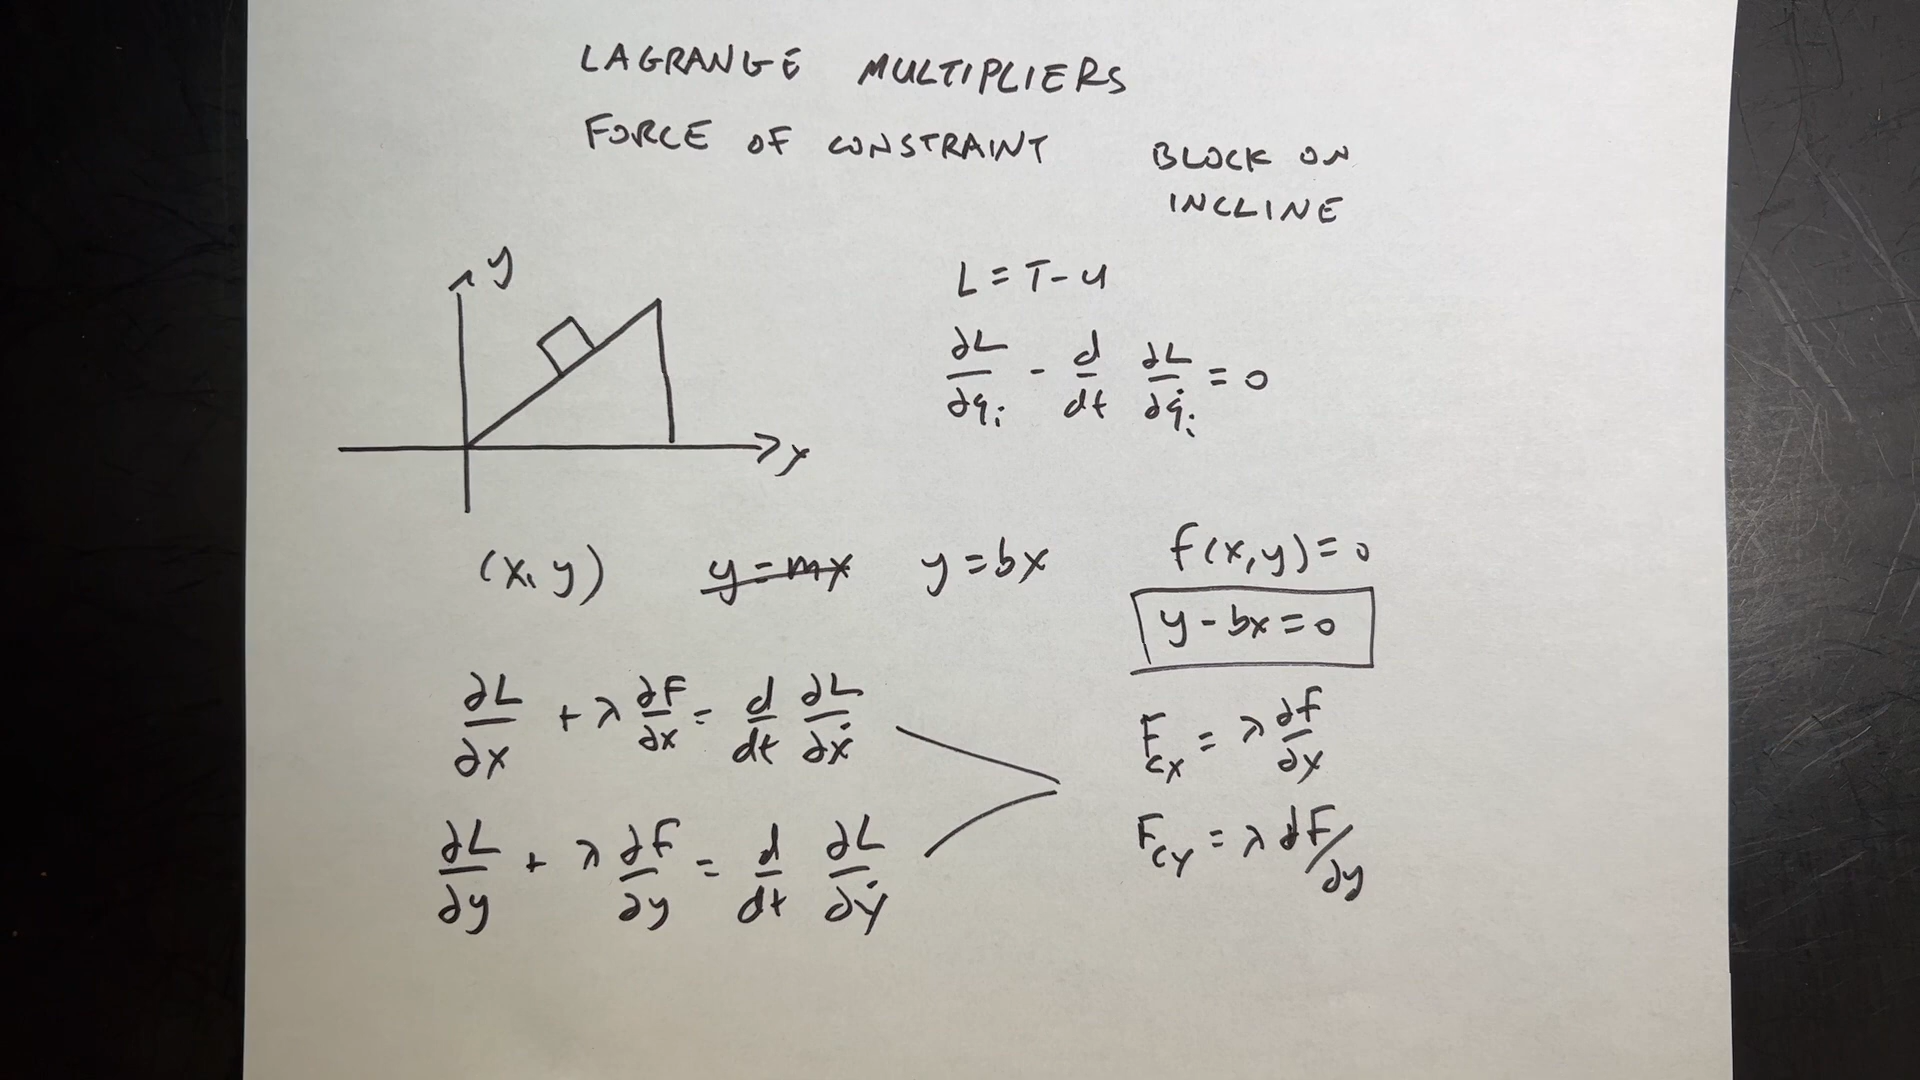 LAGRANGE MULTIPLIERS
FORCE OF CONSTRAINT
BLOCK ON
INCLINE
y
x
L = T - u
∂L/∂qᵢ - d/dt ∂L/∂q̇ᵢ = 0
(x, y) y = mx y = bx
f(x,y) = 0
y - bx = 0
∂L/∂x + λ ∂F/∂x = d/dt ∂L/∂ẋ
F_cx = λ ∂f/∂x
∂L/∂y + λ ∂F/∂y = d/dt ∂L/∂ẏ
F_cy = λ ∂F/∂y